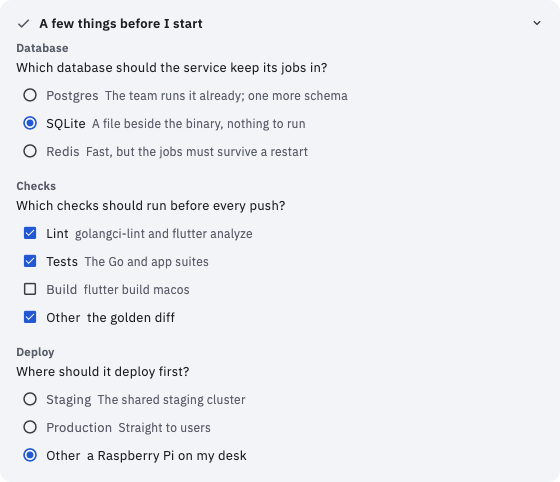 A few things before I start
Database
Which database should the service keep its jobs in?
Postgres The team runs it already; one more schema
SQLite A file beside the binary, nothing to run
Redis Fast, but the jobs must survive a restart
Checks
Which checks should run before every push?
Lint golangci-lint and flutter analyze
Tests The Go and app suites
Build flutter build macos
Other the golden diff
Deploy
Where should it deploy first?
Staging The shared staging cluster
Production Straight to users
Other a Raspberry Pi on my desk